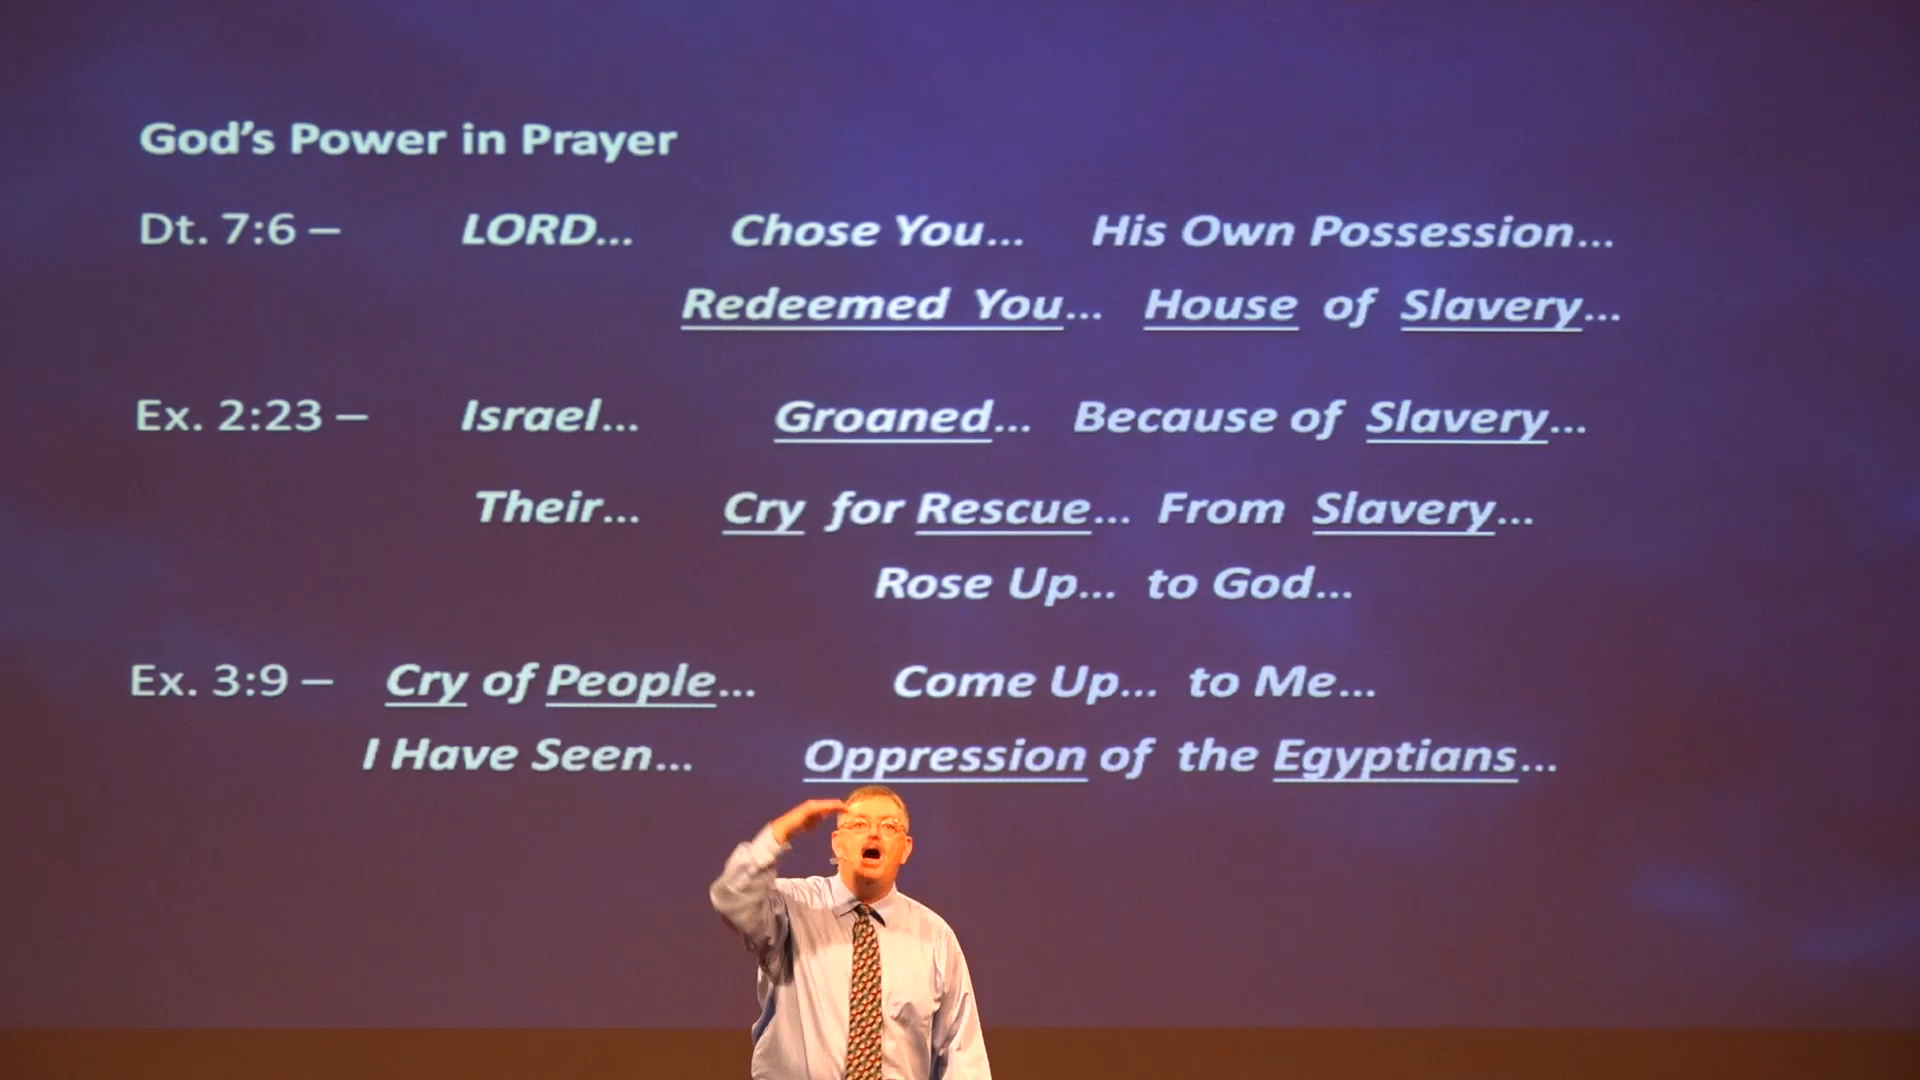 God's Power in Prayer
Dt. 7:6 – LORD... Chose You... His Own Possession...
Redeemed You... House of Slavery...
Ex. 2:23 – Israel... Groaned... Because of Slavery...
Their... Cry for Rescue... From Slavery...
Rose Up... to God...
Ex. 3:9 – Cry of People... Come Up... to Me...
I Have Seen... Oppression of the Egyptians...